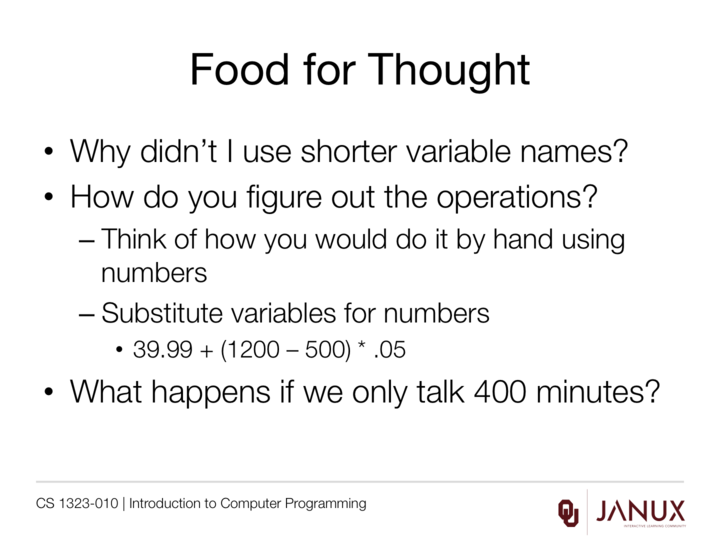 Food for Thought
• Why didn't I use shorter variable names?
• How do you figure out the operations?
– Think of how you would do it by hand using
numbers
– Substitute variables for numbers
• 39.99 + (1200 – 500) * .05
• What happens if we only talk 400 minutes?
CS 1323-010 | Introduction to Computer Programming
OU
JANUX
INTERACTIVE LEARNING COMMUNITY